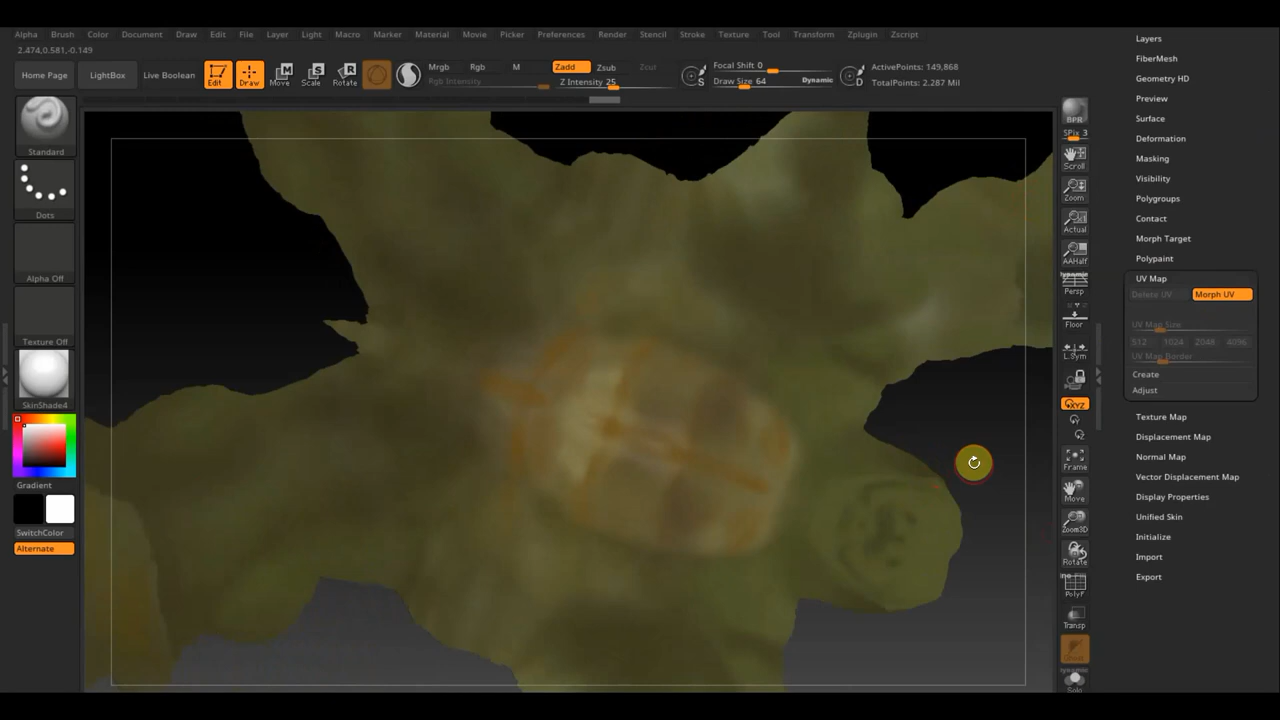 Alpha Brush Color Document Draw Edit File Layer Light Macro Marker Material Movie Picker Preferences Render Stencil Stroke Texture Tool Transform Zplugin Zscript
2.474,0.581,-0.149
Home Page LightBox Live Boolean Edit Draw Move Scale Rotate
Mrgb Rgb M Zadd Zsub Zcut
Rgb Intensity Z Intensity 25
Focal Shift 0
Draw Size 64 Dynamic
ActivePoints: 149,868
TotalPoints: 2.287 Mil
Standard
Dots
Alpha Off
Texture Off
SkinShade4
Gradient
SwitchColor
Alternate
BPR
SPix 3
Scroll
Zoom
Actual
AAHalf
Dynamic
Persp
Floor
L.Sym
XYZ
Frame
Move
Zoom3D
Rotate
PolyF
Transp
Ghost
Dynamic
Solo
Layers
FiberMesh
Geometry HD
Preview
Surface
Deformation
Masking
Visibility
Polygroups
Contact
Morph Target
Polypaint
UV Map
Delete UV Morph UV
UV Map Size
512 1024 2048 4096
UV Map Border
Create
Adjust
Texture Map
Displacement Map
Normal Map
Vector Displacement Map
Display Properties
Unified Skin
Initialize
Import
Export